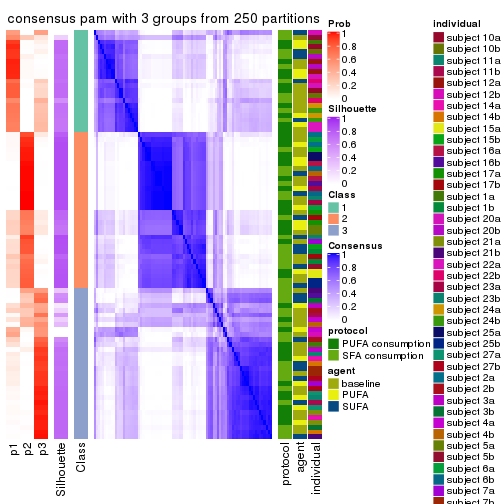 consensus pam with 3 groups from 250 partitions
p1
p2
p3
Silhouette
Class
protocol
agent
individual
Prob
1
0.8
0.6
0.4
0.2
0
Silhouette
1
0.8
0.6
0.4
0.2
0
Class
1
2
3
Consensus
1
0.8
0.6
0.4
0.2
0
protocol
PUFA consumption
SFA consumption
agent
baseline
PUFA
SUFA
individual
subject 10a
subject 10b
subject 11a
subject 11b
subject 12a
subject 12b
subject 14a
subject 14b
subject 15a
subject 15b
subject 16a
subject 16b
subject 17a
subject 17b
subject 1a
subject 1b
subject 20a
subject 20b
subject 21a
subject 21b
subject 22a
subject 22b
subject 23a
subject 23b
subject 24a
subject 24b
subject 25a
subject 25b
subject 27a
subject 27b
subject 2a
subject 2b
subject 3a
subject 3b
subject 4a
subject 4b
subject 5a
subject 5b
subject 6a
subject 6b
subject 7a
subject 7b